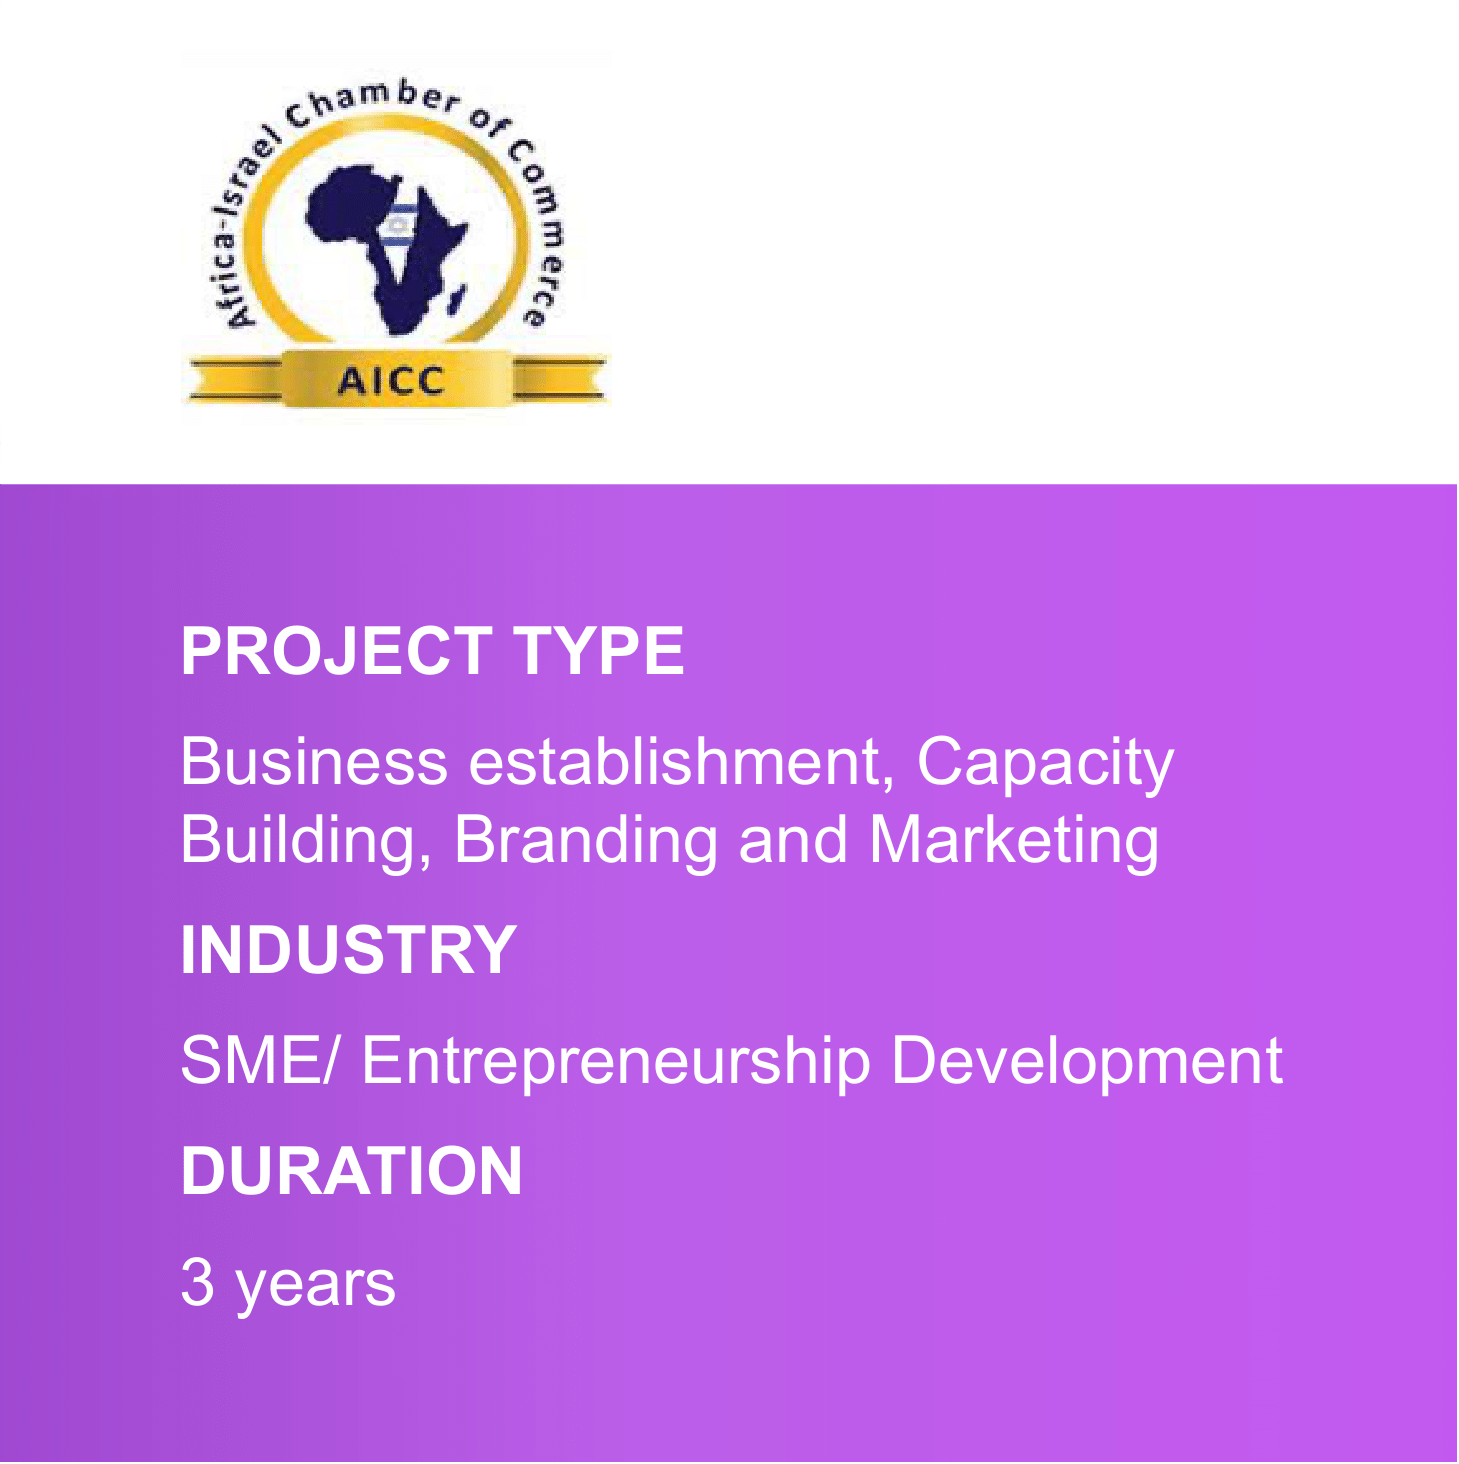 Africa-Israel Chamber of Commerce
AICC
PROJECT TYPE
Business establishment, Capacity
Building, Branding and Marketing
INDUSTRY
SME/ Entrepreneurship Development
DURATION
3 years